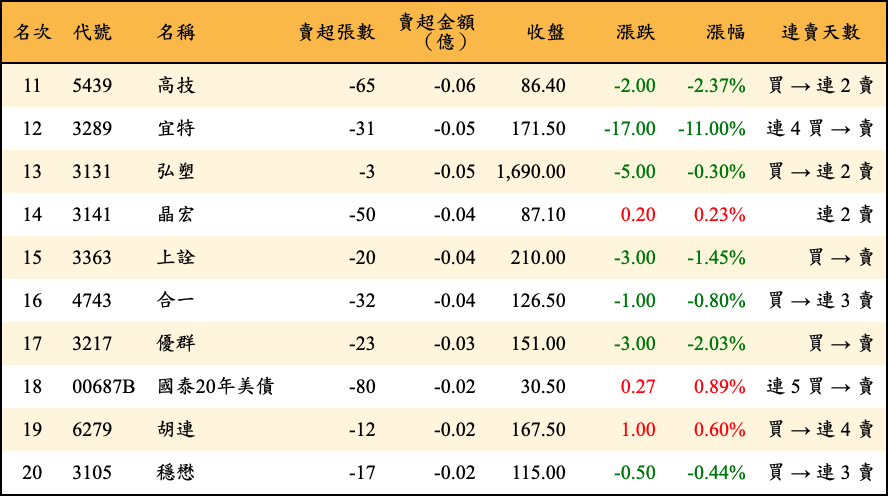 名次 代號 名稱 賣超張數 賣超金額（億） 收盤 漲跌 漲幅 連賣天數
11 5439 高技 -65 -0.06 86.40 -2.00 -2.37% 買 → 連 2 賣
12 3289 宜特 -31 -0.05 171.50 -17.00 -11.00% 連 4 買 → 賣
13 3131 弘塑 -3 -0.05 1,690.00 -5.00 -0.30% 買 → 連 2 賣
14 3141 晶宏 -50 -0.04 87.10 0.20 0.23% 連 2 賣
15 3363 上詮 -20 -0.04 210.00 -3.00 -1.45% 買 → 賣
16 4743 合一 -32 -0.04 126.50 -1.00 -0.80% 買 → 連 3 賣
17 3217 優群 -23 -0.03 151.00 -3.00 -2.03% 買 → 賣
18 00687B 國泰20年美債 -80 -0.02 30.50 0.27 0.89% 連 5 買 → 賣
19 6279 胡連 -12 -0.02 167.50 1.00 0.60% 買 → 連 4 賣
20 3105 穩懋 -17 -0.02 115.00 -0.50 -0.44% 買 → 連 3 賣